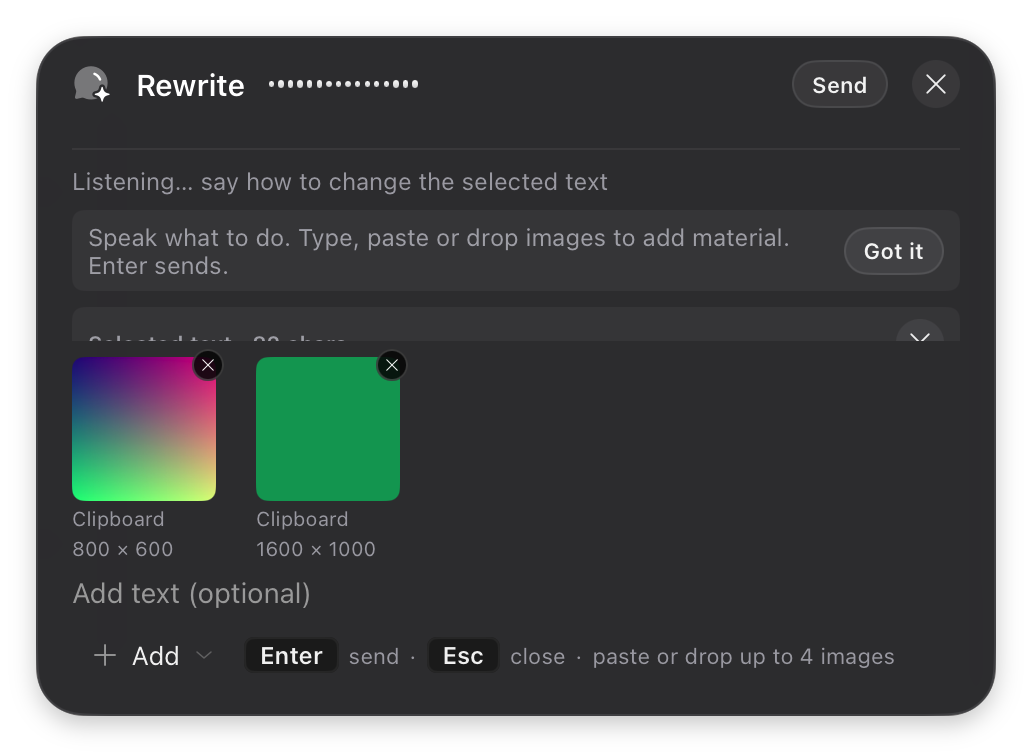 Rewrite
Send
Listening... say how to change the selected text
Speak what to do. Type, paste or drop images to add material.
Enter sends.
Got it
Clipboard
800 × 600
Clipboard
1600 × 1000
Add text (optional)
Add
Enter send · Esc close · paste or drop up to 4 images